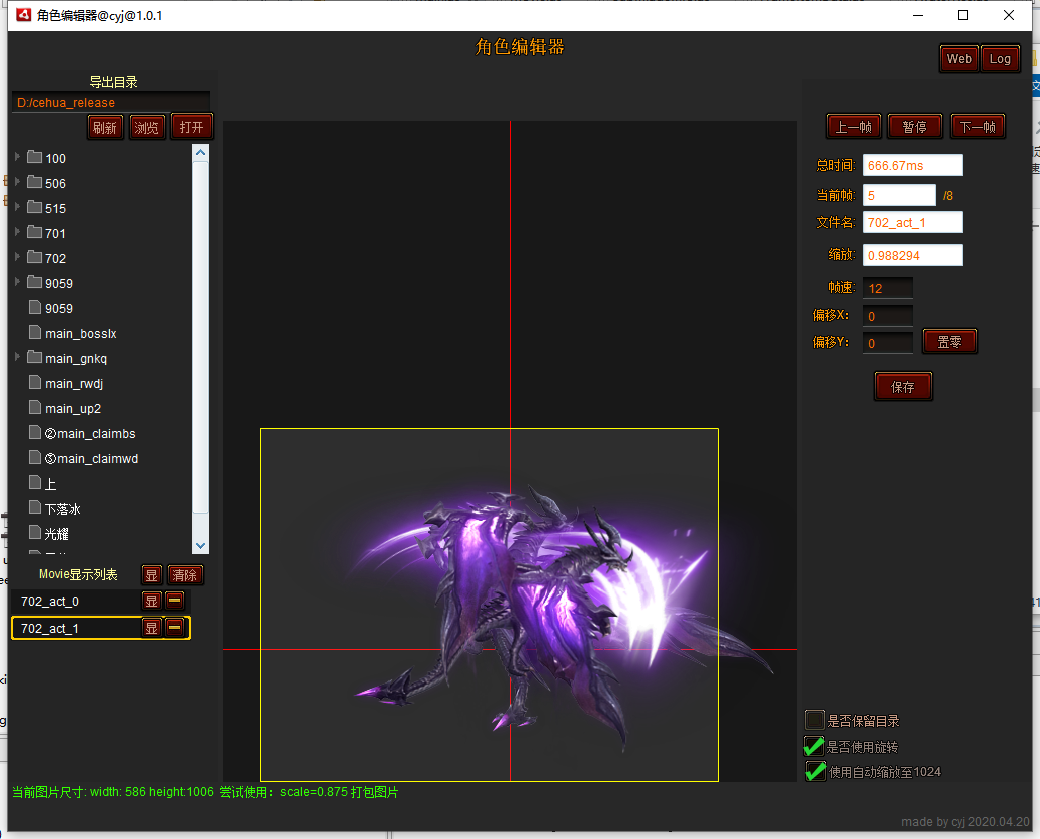 角色编辑器@cyj@1.0.1
角色编辑器
Web Log
导出目录
D:/cehua_release
刷新 浏览 打开
100
506
515
701
702
9059
9059
main_bosslx
main_gnkq
main_rwdj
main_up2
②main_claimbs
③main_claimwd
上
下落冰
光耀
Movie显示列表 显 清除
702_act_0 显
702_act_1 显
上一帧 暂停 下一帧
总时间: 666.67ms
当前帧: 5 /8
文件名: 702_act_1
缩放: 0.988294
帧速: 12
偏移X: 0
偏移Y: 0 置零
保存
是否保留目录
是否使用旋转
使用自动缩放至1024
当前图片尺寸: width: 586 height:1006 尝试使用：scale=0.875 打包图片
made by cyj 2020.04.20